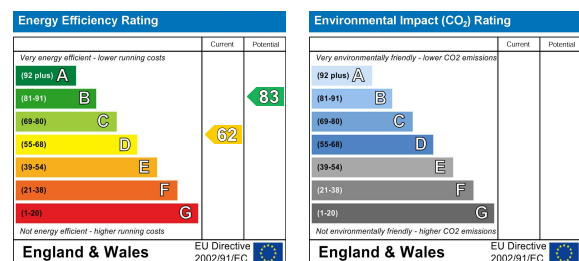 Energy Efficiency Rating
Current Potential
Very energy efficient - lower running costs
(92 plus) A
(81-91) B
83
(69-80) C
(55-68) D
62
(39-54) E
(21-38) F
(1-20) G
Not energy efficient - higher running costs
England & Wales
EU Directive
2002/91/EC
Environmental Impact (CO2) Rating
Current Potential
Very environmentally friendly - lower CO2 emissions
(92 plus) A
(81-91) B
(69-80) C
(55-68) D
(39-54) E
(21-38) F
(1-20) G
Not environmentally friendly - higher CO2 emissions
England & Wales
EU Directive
2002/91/EC